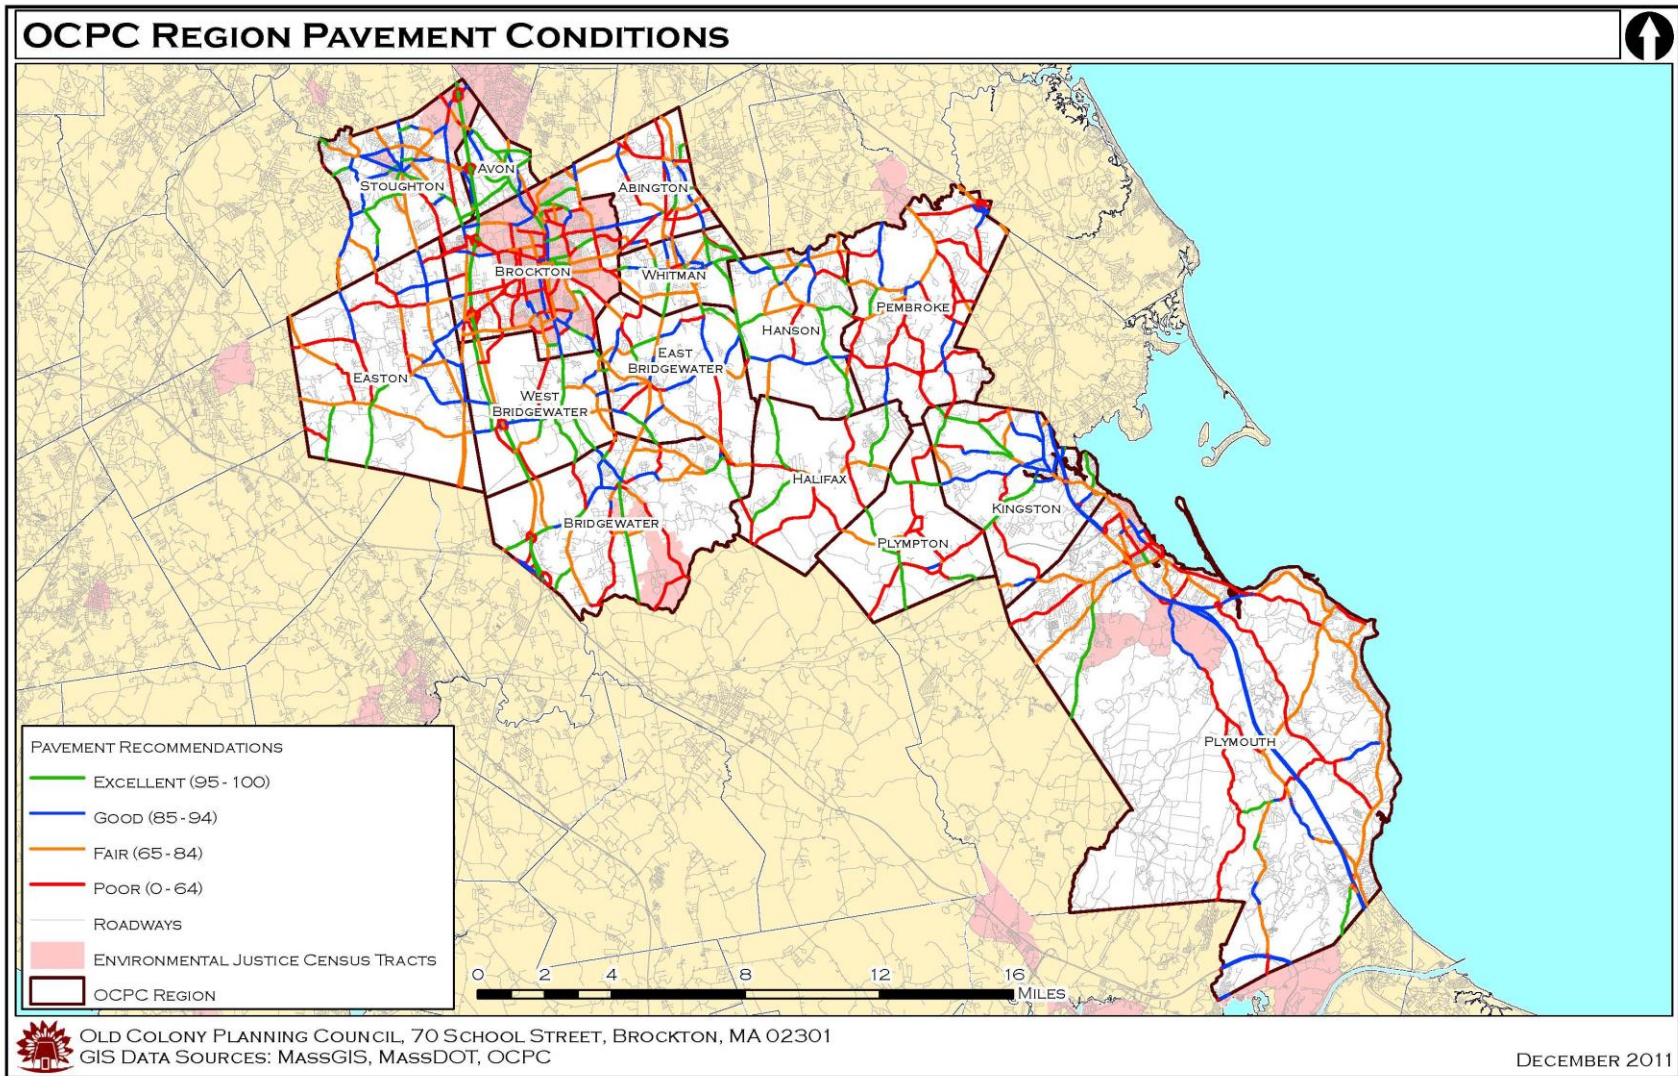 OCPC Region Pavement Conditions
Stoughton
Avon
Abington
Brockton
Whitman
Pembroke
Hanson
East
Bridgewater
Easton
West
Bridgewater
Halifax
Kingston
Bridgewater
Plympton
Plymouth
Pavement Recommendations
Excellent (95 - 100)
Good (85 - 94)
Fair (65 - 84)
Poor (0 - 64)
Roadways
Environmental Justice Census Tracts
OCPC Region
0 2 4 8 12 16
Miles
Old Colony Planning Council, 70 School Street, Brockton, MA 02301
GIS Data Sources: MassGIS, MassDOT, OCPC
December 2011